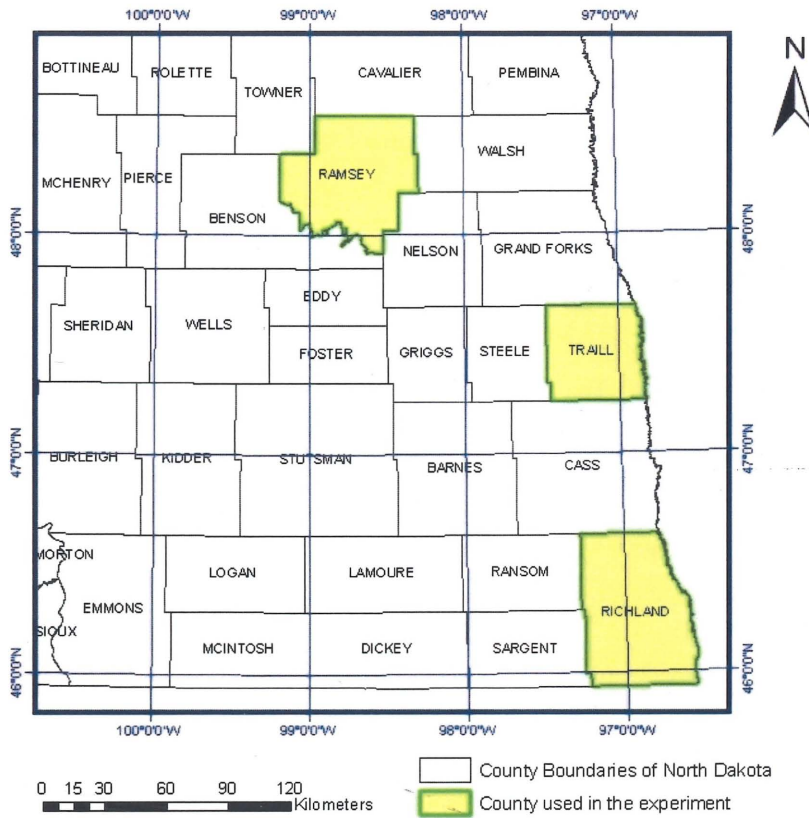 100°0'0"W 99°0'0"W 98°0'0"W 97°0'0"W
N
BOTTINEAU ROLETTE CAVALIER PEMBINA
TOWNER
WALSH
MCHENRY PIERCE RAMSEY
BENSON
48°0'0"N 48°0'0"N
NELSON GRAND FORKS
EDDY
SHERIDAN WELLS
FOSTER GRIGGS STEELE TRAILL
47°0'0"N 47°0'0"N
BURLEIGH KIDDER STUTSMAN BARNES CASS
MORTON
LOGAN LAMOURE RANSOM
EMMONS RICHLAND
SIOUX
MCINTOSH DICKEY SARGENT
46°0'0"N 46°0'0"N
100°0'0"W 99°0'0"W 98°0'0"W 97°0'0"W
0 15 30 60 90 120
Kilometers
County Boundaries of North Dakota
County used in the experiment